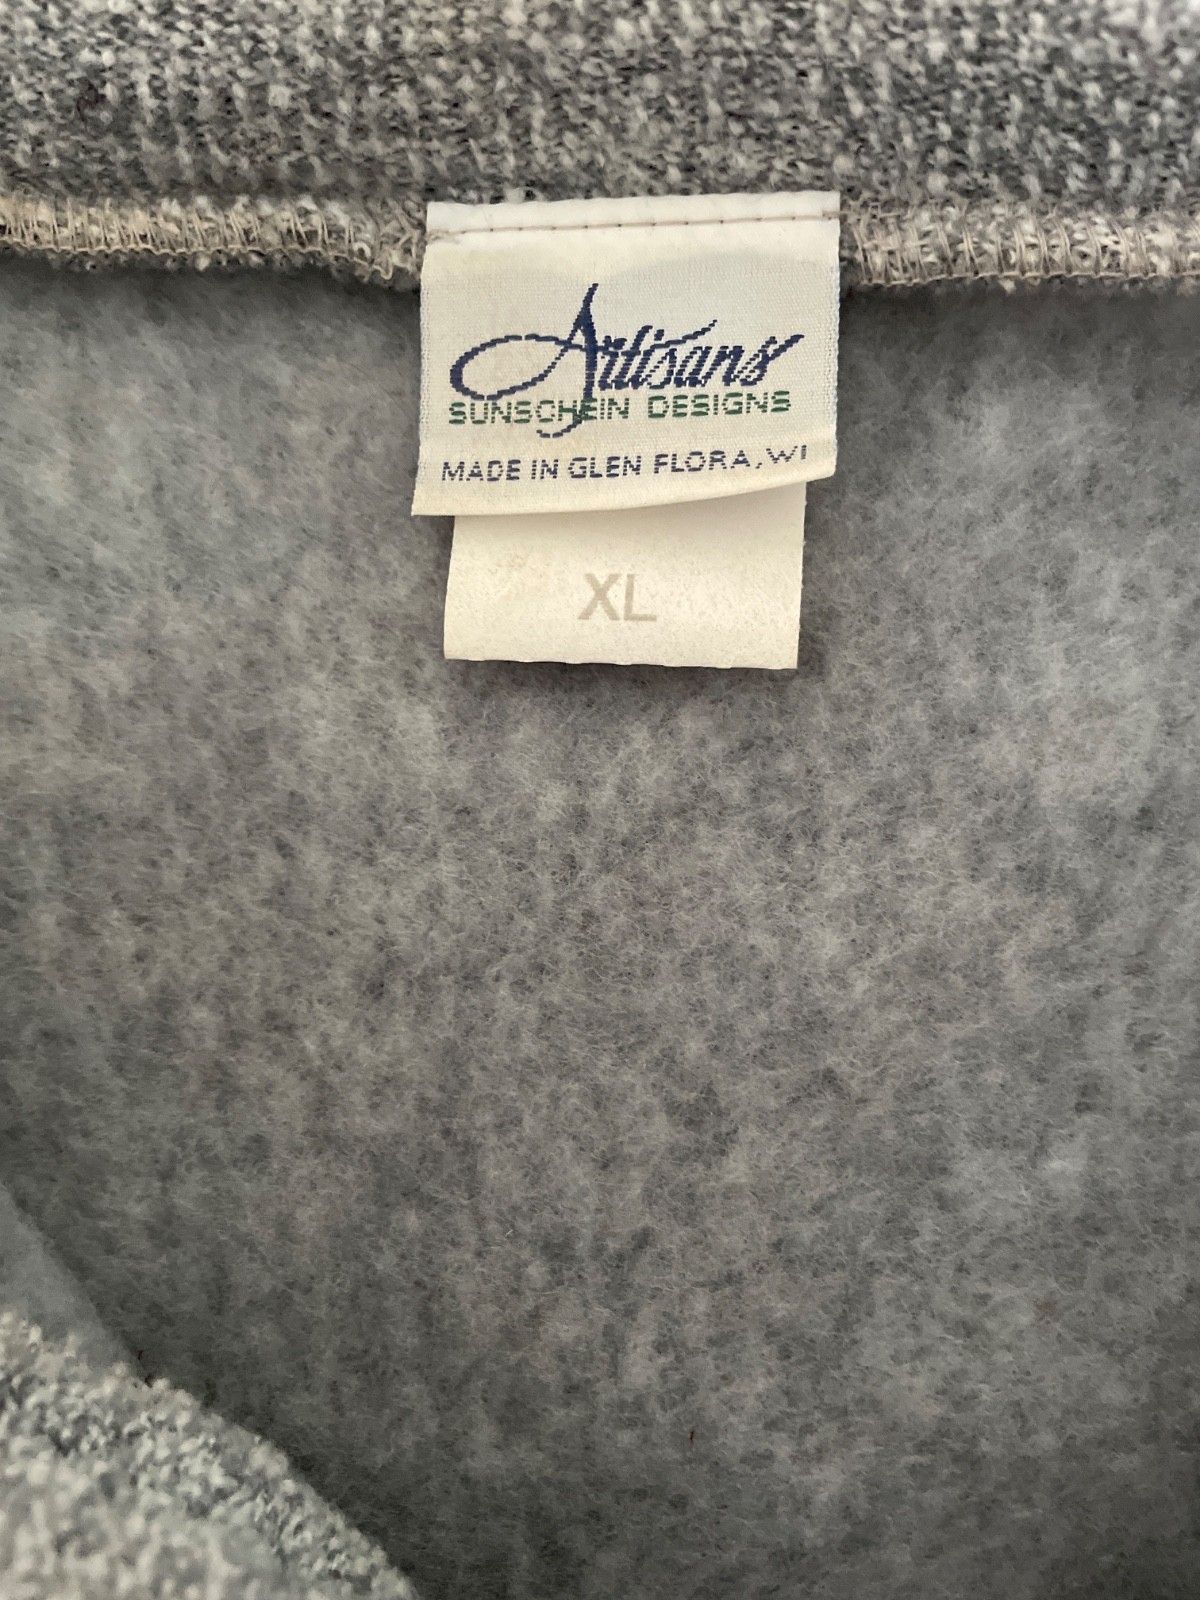 Artisans
SUNSCHEIN DESIGNS
MADE IN GLEN FLORA, WI
XL